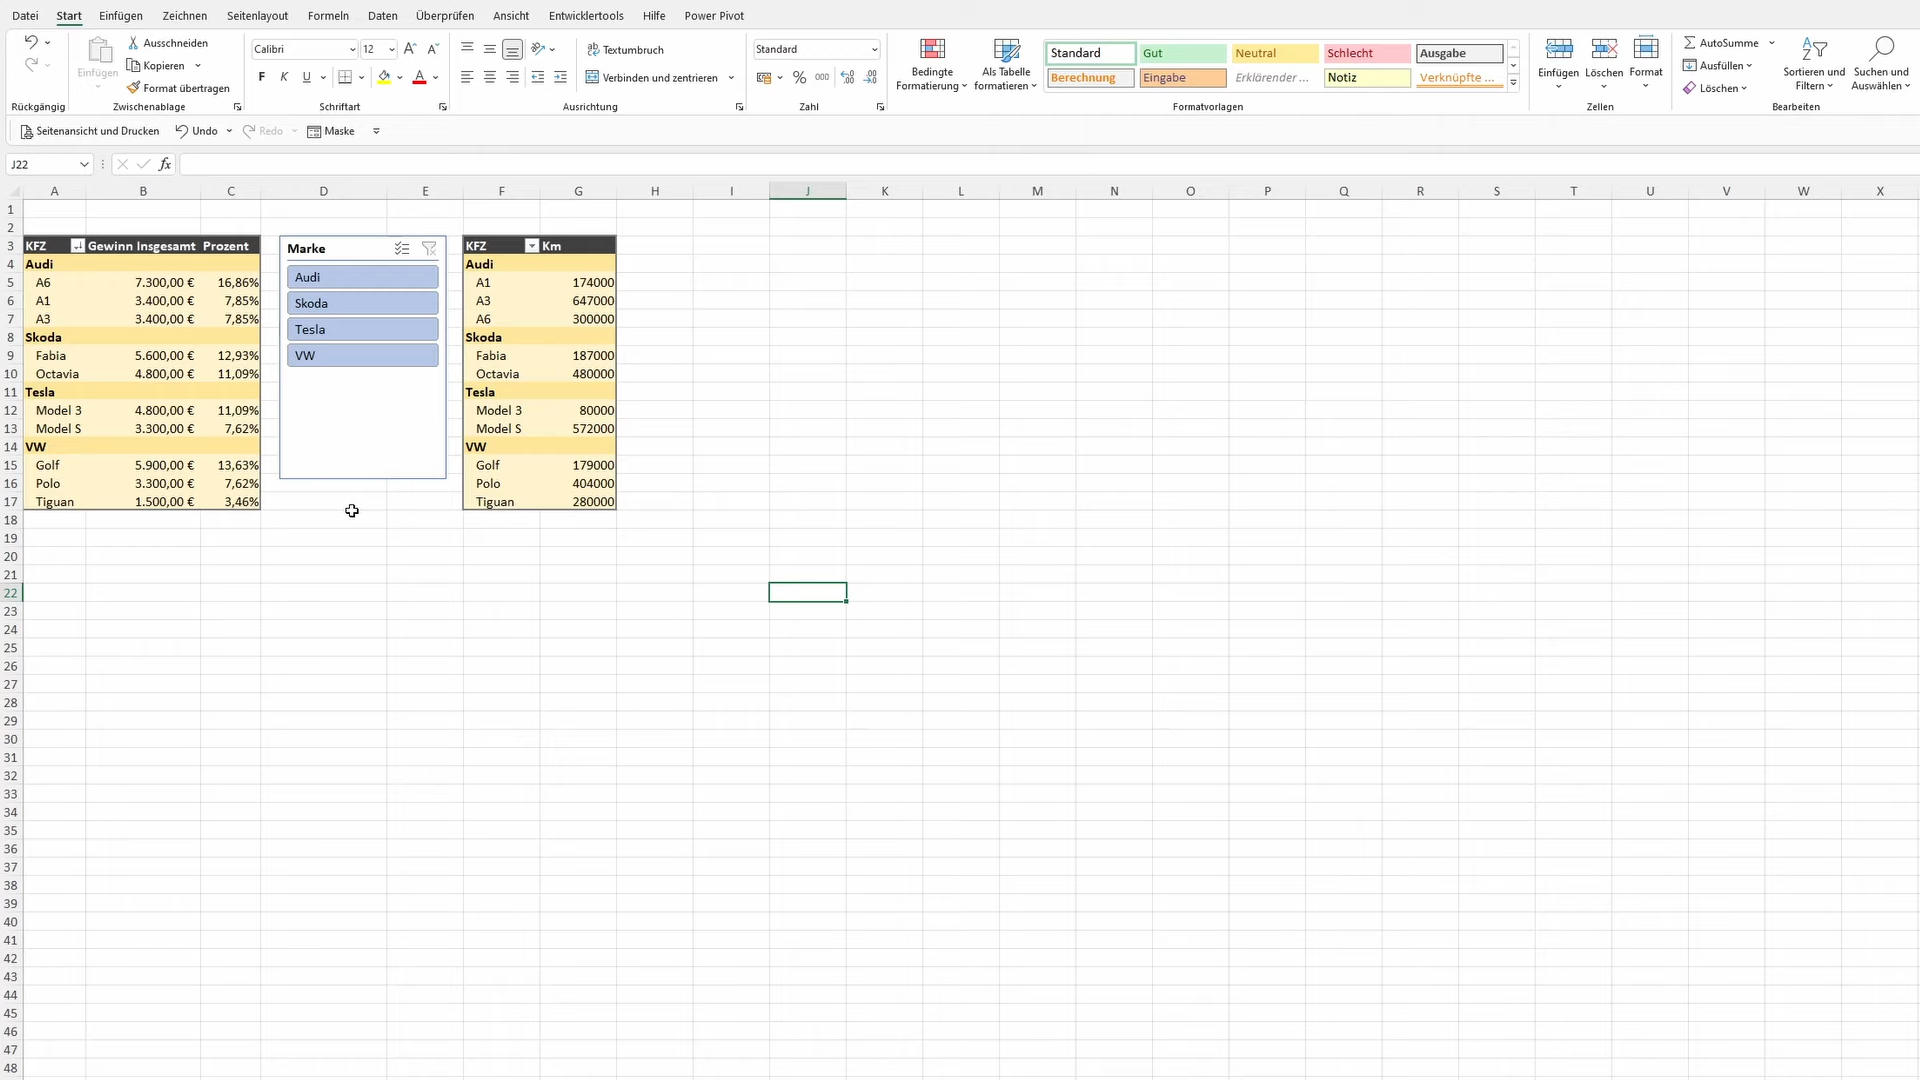 Datei Start Einfügen Zeichnen Seitenlayout Formeln Daten Überprüfen Ansicht Entwicklertools Hilfe Power Pivot
Einfügen
Ausschneiden
Kopieren
Format übertragen
Calibri 12
F K U
Textumbruch
Verbinden und zentrieren
Standard
% 000
Bedingte Formatierung
Als Tabelle formatieren
Standard Gut Neutral Schlecht Ausgabe
Berechnung Eingabe Erklärender ... Notiz Verknüpfte ...
Einfügen Löschen Format
AutoSumme
Ausfüllen
Löschen
Sortieren und Filtern
Suchen und Auswählen
Rückgängig Zwischenablage Schriftart Ausrichtung Zahl Formatvorlagen Zellen Bearbeiten
Seitenansicht und Drucken Undo Redo Maske
J22 fx
A B C D E F G H I J K L M N O P Q R S T U V W X
1
2
3 KFZ Gewinn Insgesamt Prozent Marke KFZ Km
4 Audi Audi Audi
5 A6 7.300,00 € 16,86% A1 174000
6 A1 3.400,00 € 7,85% Skoda A3 647000
7 A3 3.400,00 € 7,85% Tesla A6 300000
8 Skoda Skoda
9 Fabia 5.600,00 € 12,93% VW Fabia 187000
10 Octavia 4.800,00 € 11,09% Octavia 480000
11 Tesla Tesla
12 Model 3 4.800,00 € 11,09% Model 3 80000
13 Model S 3.300,00 € 7,62% Model S 572000
14 VW VW
15 Golf 5.900,00 € 13,63% Golf 179000
16 Polo 3.300,00 € 7,62% Polo 404000
17 Tiguan 1.500,00 € 3,46% Tiguan 280000
18
19
20
21
22
23
24
25
26
27
28
29
30
31
32
33
34
35
36
37
38
39
40
41
42
43
44
45
46
47
48